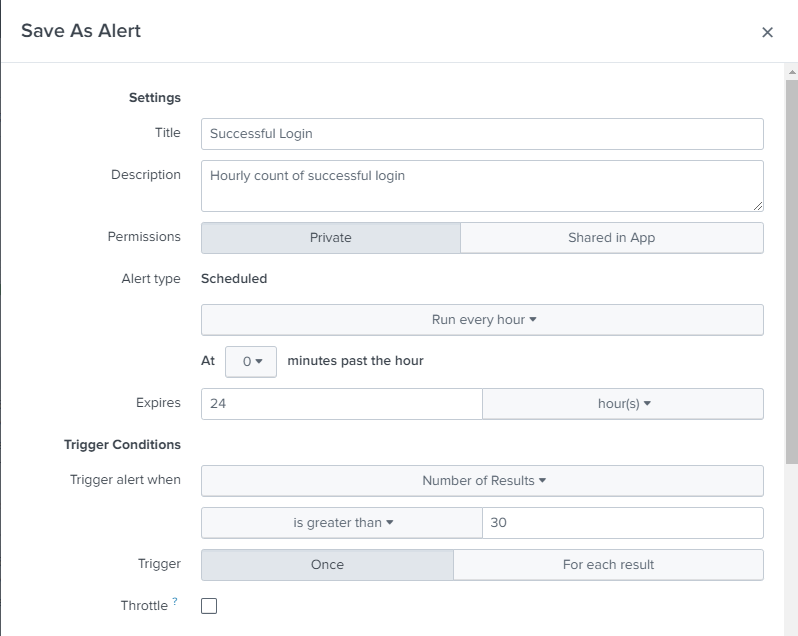 Save As Alert
Settings
Title Successful Login
Description Hourly count of successful login
Permissions Private Shared in App
Alert type Scheduled
Run every hour
At 0 minutes past the hour
Expires 24 hour(s)
Trigger Conditions
Trigger alert when Number of Results
is greater than 30
Trigger Once For each result
Throttle ?